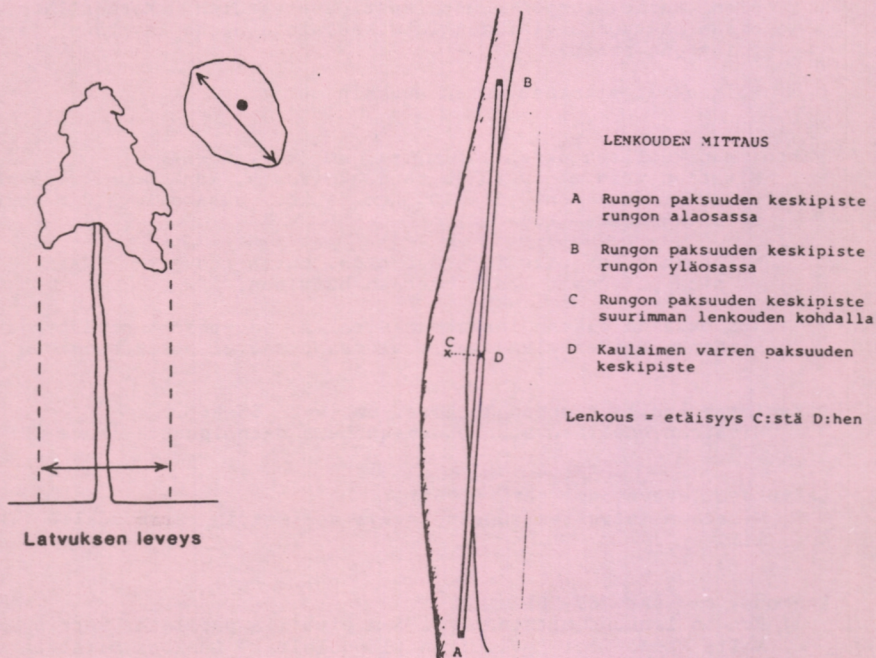 Latvuksen leveys
B
C
D
A
LENKOUDEN MITTAUS
A Rungon paksuuden keskipiste
rungon alaosassa
B Rungon paksuuden keskipiste
rungon yläosassa
C Rungon paksuuden keskipiste
suurimman lenkouden kohdalla
D Kaulaimen varren paksuuden
keskipiste
Lenkous = etäisyys C:stä D:hen